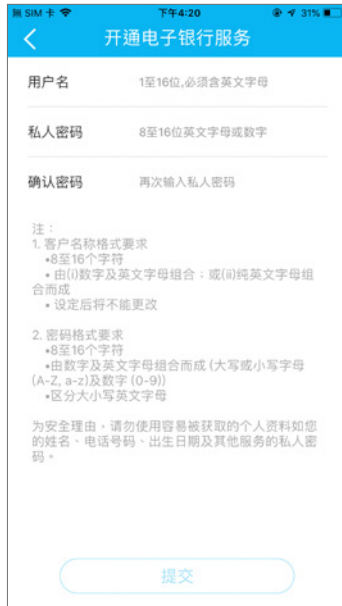 無 SIM 卡 下午4:20 31%
开通电子银行服务
用户名 1至16位,必须含英文字母
私人密码 8至16位英文字母或数字
确认密码 再次输入私人密码
注：
1. 客户名称格式要求
•8至16个字符
• 由(i)数字及英文字母组合；或(ii)纯英文字母组
合而成
• 设定后将不能更改
2. 密码格式要求
•8至16个字符
•由数字及英文字母组合而成 (大写或小写字母
(A-Z, a-z)及数字 (0-9))
•区分大小写英文字母
为安全理由，请勿使用容易被获取的个人资料如您
的姓名、电话号码、出生日期及其他服务的私人密
码。
提交